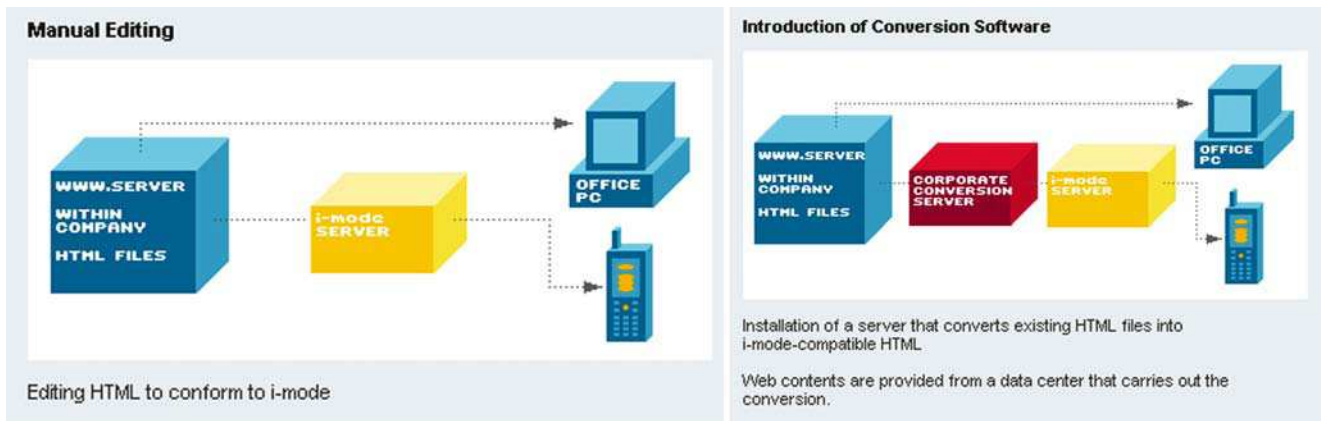 Manual Editing
WWW.SERVER
WITHIN
COMPANY
HTML FILES
i-mode
SERVER
OFFICE
PC
Editing HTML to conform to i-mode
Introduction of Conversion Software
WWW.SERVER
WITHIN
COMPANY
HTML FILES
CORPORATE
CONVERSION
SERVER
i-mode
SERVER
OFFICE
PC
Installation of a server that converts existing HTML files into
i-mode-compatible HTML
Web contents are provided from a data center that carries out the
conversion.